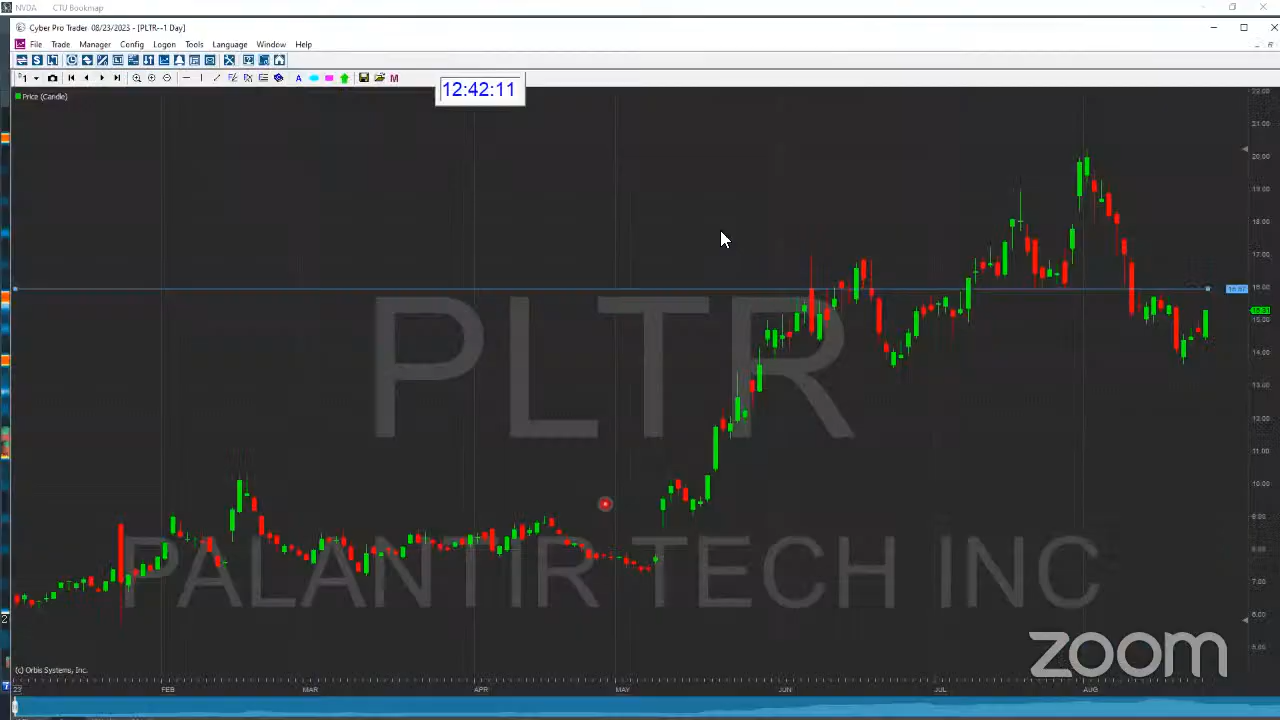 NVDA CTU Bookmap
Cyber Pro Trader 08/23/2023 - [PLTR--1 Day]
File Trade Manager Config Logon Tools Language Window Help
1 A M
12:42:11
Price (Candle)
22.00
21.00
20.00
19.00
18.00
17.00
16.00
15.00
14.00
13.00
12.00
11.00
10.00
9.00
8.00
7.00
6.00
5.00
PLTR
PALANTIR TECH INC
zoom
(c) Orbis Systems, Inc.
23 FEB MAR APR MAY JUN JUL AUG
2